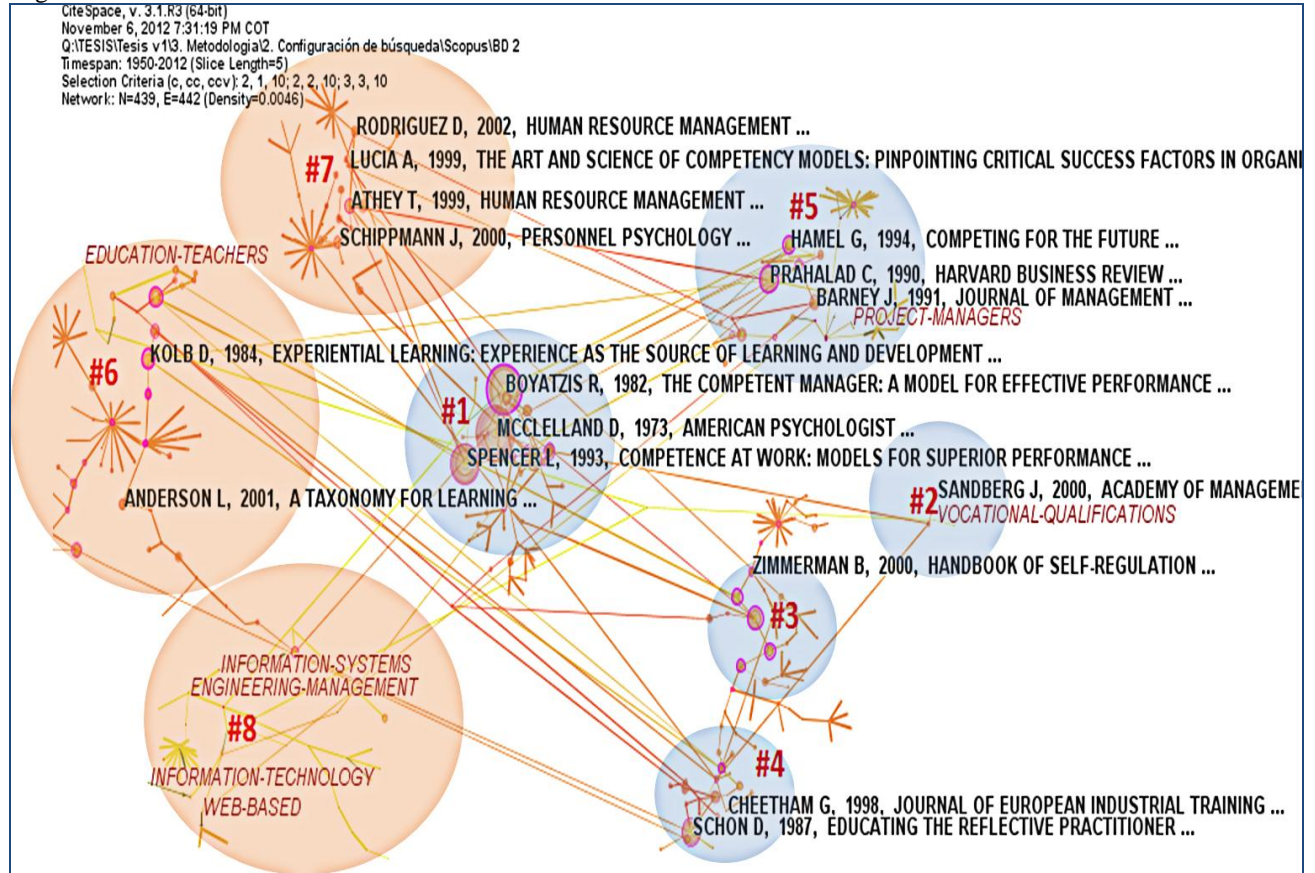 CiteSpace, v. 3.1.R3 (64-bit)
November 6, 2012 7:31:19 PM COT
Q:\TESIS\Tesis v1\3. Metodologia\2. Configuración de búsqueda\Scopus\BD 2
Timespan: 1950-2012 (Slice Length=5)
Selection Criteria (c, cc, ccv): 2, 1, 10; 2, 2, 10; 3, 3, 10
Network: N=439, E=442 (Density=0.0046)
RODRIGUEZ D, 2002, HUMAN RESOURCE MANAGEMENT ...
#7
LUCIA A, 1999, THE ART AND SCIENCE OF COMPETENCY MODELS: PINPOINTING CRITICAL SUCCESS FACTORS IN ORGANI
ATHEY T, 1999, HUMAN RESOURCE MANAGEMENT ...
#5
SCHIPPMANN J, 2000, PERSONNEL PSYCHOLOGY ...
HAMEL G, 1994, COMPETING FOR THE FUTURE ...
EDUCATION-TEACHERS
PRAHALAD C, 1990, HARVARD BUSINESS REVIEW ...
BARNEY J, 1991, JOURNAL OF MANAGEMENT ...
PROJECT-MANAGERS
KOLB D, 1984, EXPERIENTIAL LEARNING: EXPERIENCE AS THE SOURCE OF LEARNING AND DEVELOPMENT ...
#6
BOYATZIS R, 1982, THE COMPETENT MANAGER: A MODEL FOR EFFECTIVE PERFORMANCE ...
#1
MCCLELLAND D, 1973, AMERICAN PSYCHOLOGIST ...
SPENCER L, 1993, COMPETENCE AT WORK: MODELS FOR SUPERIOR PERFORMANCE ...
ANDERSON L, 2001, A TAXONOMY FOR LEARNING ...
#2
SANDBERG J, 2000, ACADEMY OF MANAGEME
VOCATIONAL-QUALIFICATIONS
ZIMMERMAN B, 2000, HANDBOOK OF SELF-REGULATION ...
#3
INFORMATION-SYSTEMS
ENGINEERING-MANAGEMENT
#8
#4
INFORMATION-TECHNOLOGY
WEB-BASED
CHEETHAM G, 1998, JOURNAL OF EUROPEAN INDUSTRIAL TRAINING ...
SCHON D, 1987, EDUCATING THE REFLECTIVE PRACTITIONER ...